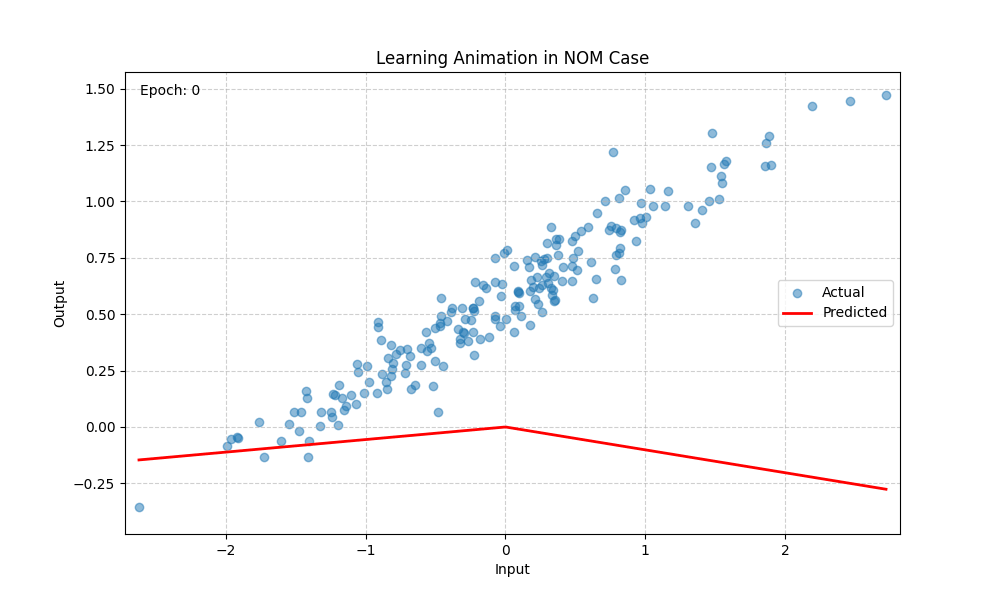 Learning Animation in NOM Case
Epoch: 0
1.50
1.25
1.00
0.75
0.50
0.25
0.00
−0.25
Output
Actual
Predicted
−2
−1
0
1
2
Input